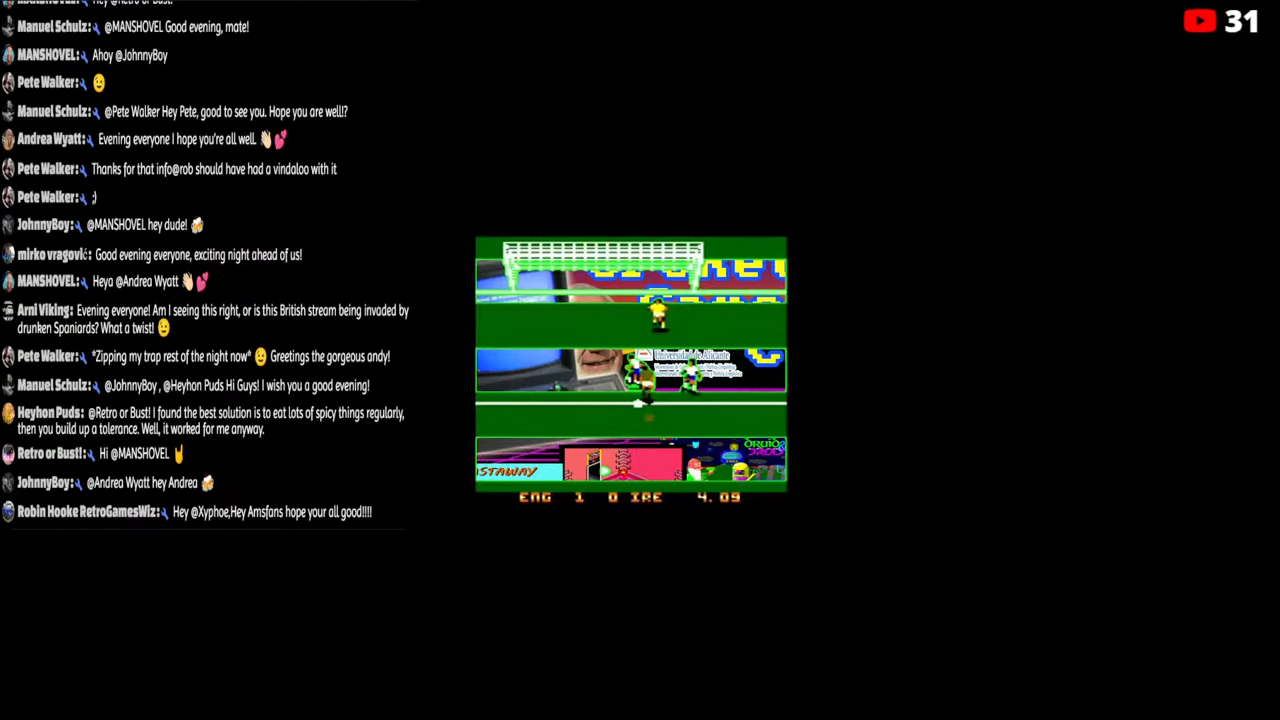 31
Manuel Schulz: @MANSHOVEL Good evening, mate!
MANSHOVEL: Ahoy @JohnnyBoy
Pete Walker: 😉
Manuel Schulz: @Pete Walker Hey Pete, good to see you. Hope you are well!?
Andrea Wyatt: Evening everyone I hope you're all well. 👋🏻💕
Pete Walker: Thanks for that info@rob should have had a vindaloo with it
Pete Walker: ;)
JohnnyBoy: @MANSHOVEL hey dude! 🍻
mirko vragović: Good evening everyone, exciting night ahead of us!
MANSHOVEL: Heya @Andrea Wyatt 👋🏻💕
Arni Viking: Evening everyone! Am I seeing this right, or is this British stream being invaded by
drunken Spaniards? What a twist! 😉
Pete Walker: *Zipping my trap rest of the night now* 😉 Greetings the gorgeous andy!
Manuel Schulz: @JohnnyBoy , @Heyhon Puds Hi Guys! I wish you a good evening!
Heyhon Puds: @Retro or Bust! I found the best solution is to eat lots of spicy things regularly,
then you build up a tolerance. Well, it worked for me anyway.
Retro or Bust!: Hi @MANSHOVEL 🤘
JohnnyBoy: @Andrea Wyatt hey Andrea 🍻
Robin Hooke RetroGamesWiz: Hey @Xyphoe,Hey Amsfans hope your all good!!!!
Universidad de Alicante
STAWAY
DRUID
ENG 1 0 IRE 4.09